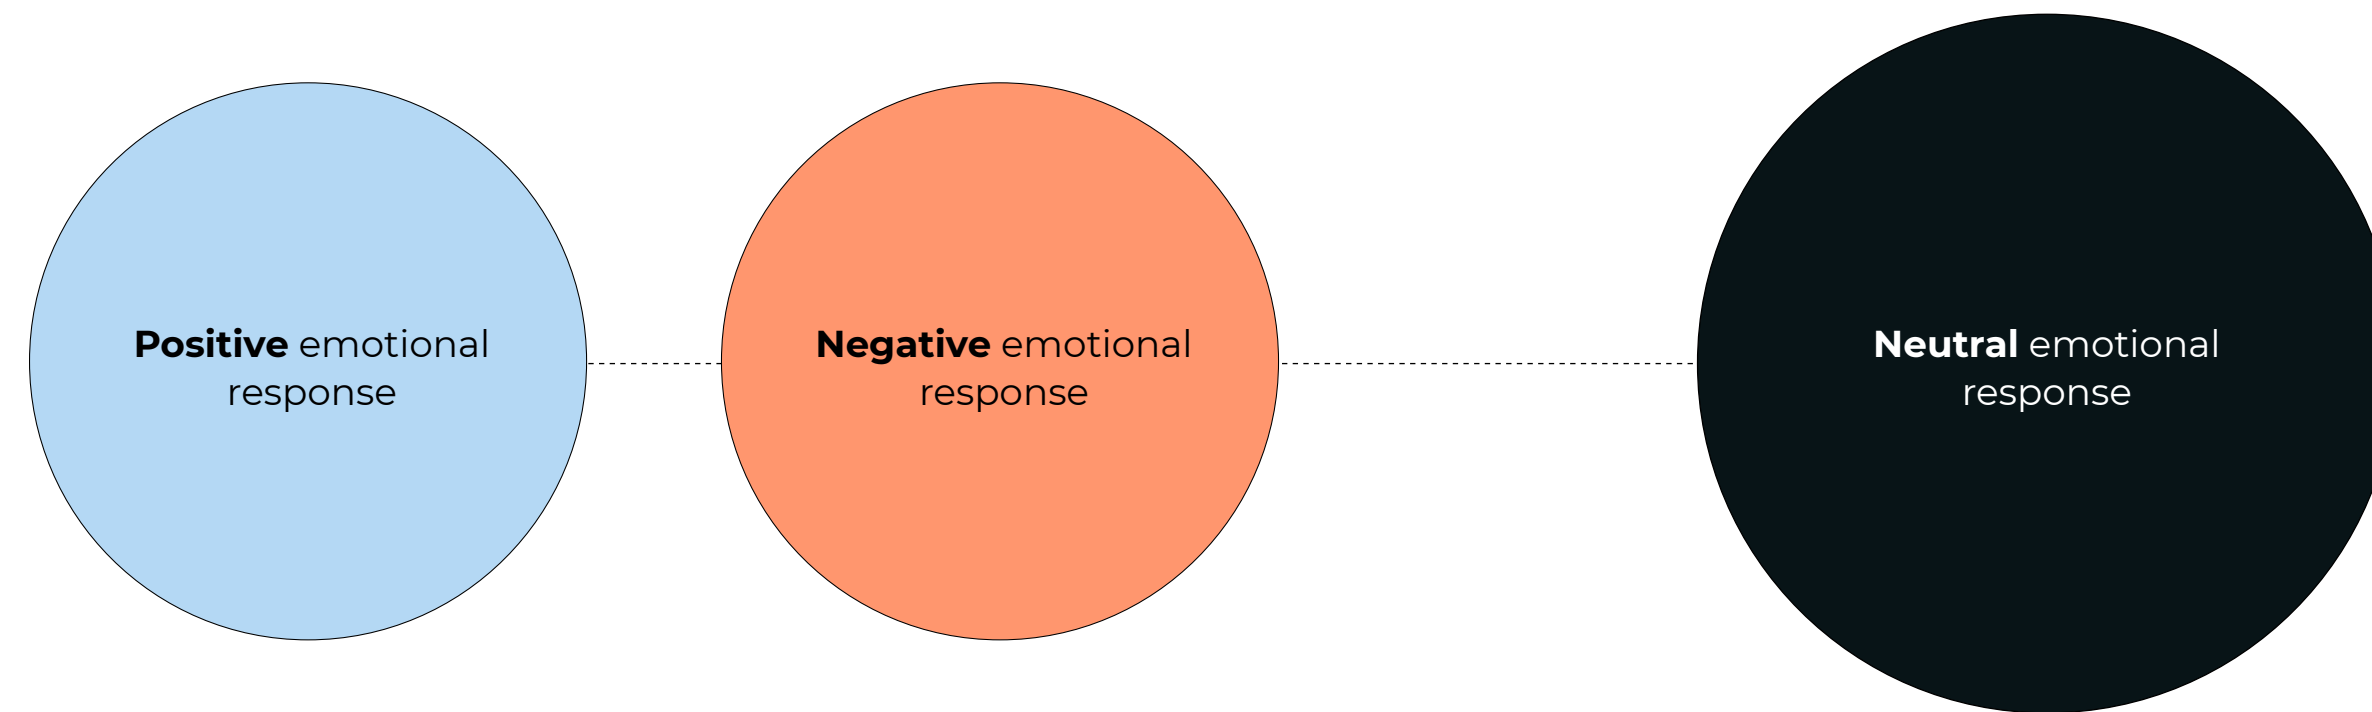 Positive emotional
response
Negative emotional
response
Neutral emotional
response